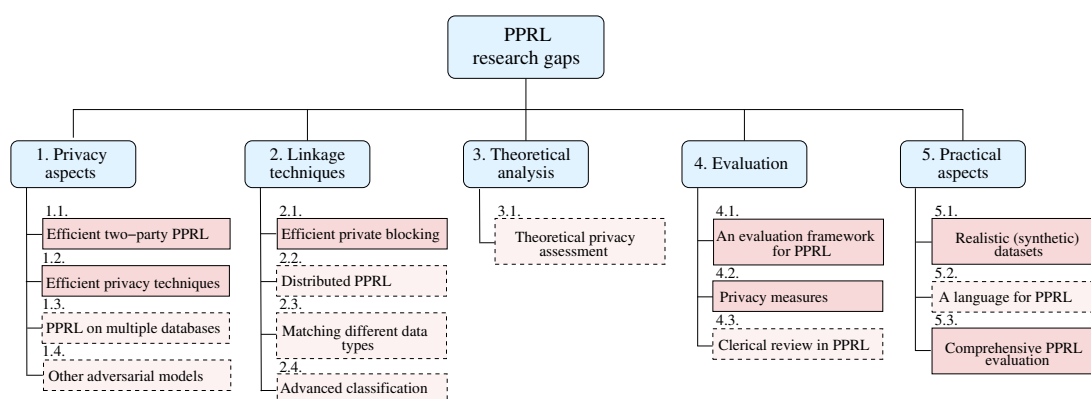 PPRL
research gaps
1. Privacy
aspects
1.1.
Efficient two−party PPRL
1.2.
Efficient privacy techniques
1.3.
PPRL on multiple databases
1.4.
Other adversarial models
2. Linkage
techniques
2.1.
Efficient private blocking
2.2.
Distributed PPRL
2.3.
Matching different data
types
2.4.
Advanced classification
3. Theoretical
analysis
3.1.
Theoretical privacy
assessment
4. Evaluation
4.1.
An evaluation framework
for PPRL
4.2.
Privacy measures
4.3.
Clerical review in PPRL
5. Practical
aspects
5.1.
Realistic (synthetic)
datasets
5.2.
A language for PPRL
5.3.
Comprehensive PPRL
evaluation